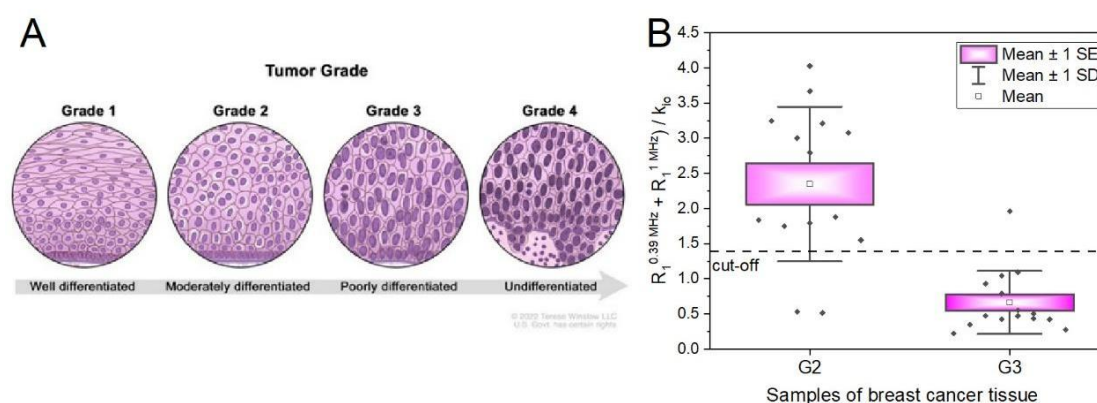 A
Tumor Grade
Grade 1
Grade 2
Grade 3
Grade 4
Well differentiated
Moderately differentiated
Poorly differentiated
Undifferentiated
© 2022 Terese Winslow LLC
U.S. Govt. has certain rights
B
R₁^0.39 MHz + R₁^1 MHz) / kᵢₒ
4.5
4.0
3.5
3.0
2.5
2.0
1.5
1.0
0.5
0.0
Mean ± 1 SE
Mean ± 1 SD
Mean
cut-off
G2
G3
Samples of breast cancer tissue